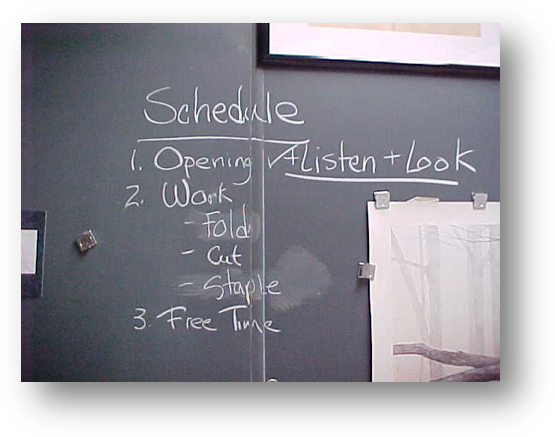 Schedule
1. Opening ✓ Listen + Look
2. Work
- Fold
- Cut
- Staple
3. Free Time